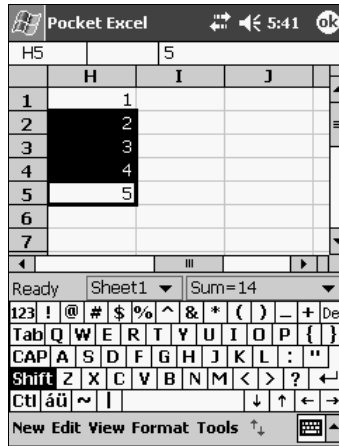 Pocket Excel 5:41 ok
H5 5
H I J
1 1
2 2
3 3
4 4
5 5
6
7
Ready Sheet1 Sum=14
123 ! @ # $ % ^ & * ( ) _ + De
Tab Q W E R T Y U I O P { }
CAP A S D F G H J K L : "
Shift Z X C V B N M < > ? ↵
Ctl áü ~ | ↓ ↑ ← →
New Edit View Format Tools ↑↓